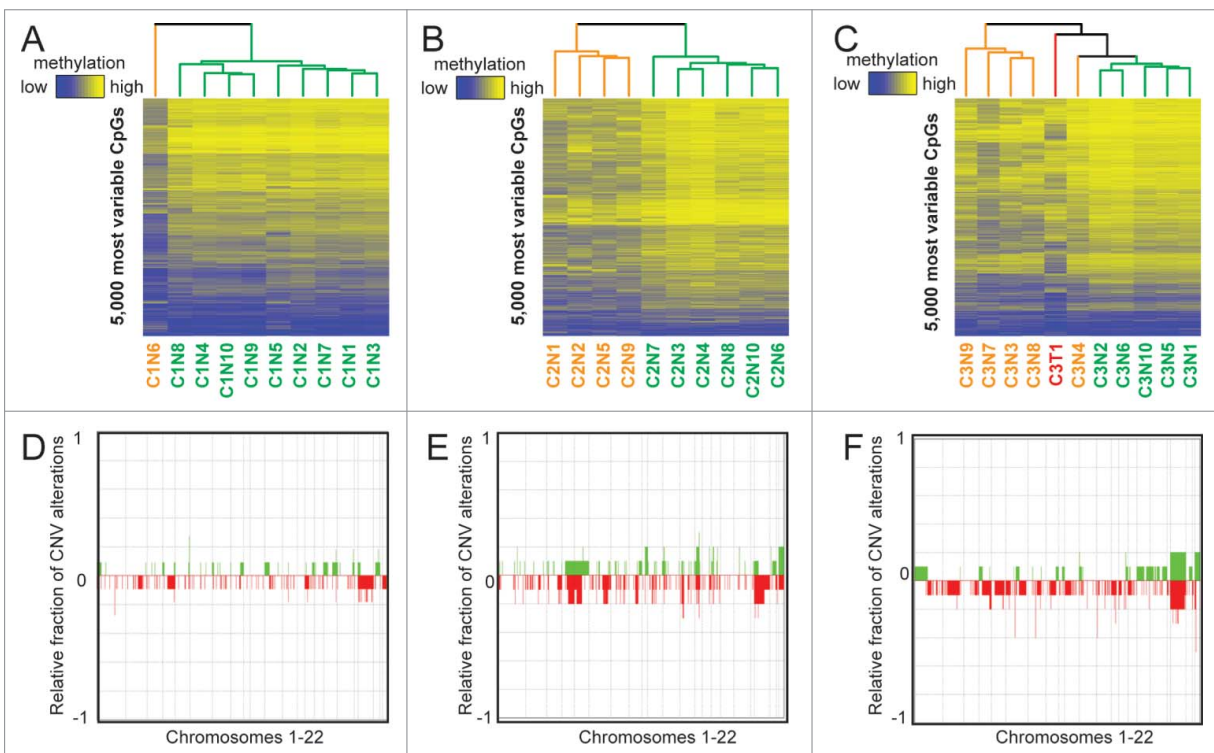 A
methylation
low high
5,000 most variable CpGs
C1N6
C1N8
C1N4
C1N10
C1N9
C1N5
C1N2
C1N7
C1N1
C1N3
B
methylation
low high
5,000 most variable CpGs
C2N1
C2N2
C2N5
C2N9
C2N7
C2N3
C2N4
C2N8
C2N10
C2N6
C
methylation
low high
5,000 most variable CpGs
C3N9
C3N7
C3N3
C3N8
C3T1
C3N4
C3N2
C3N6
C3N10
C3N5
C3N1
D
Relative fraction of CNV alterations
1
0
-1
Chromosomes 1-22
E
Relative fraction of CNV alterations
1
0
-1
Chromosomes 1-22
F
Relative fraction of CNV alterations
1
0
-1
Chromosomes 1-22